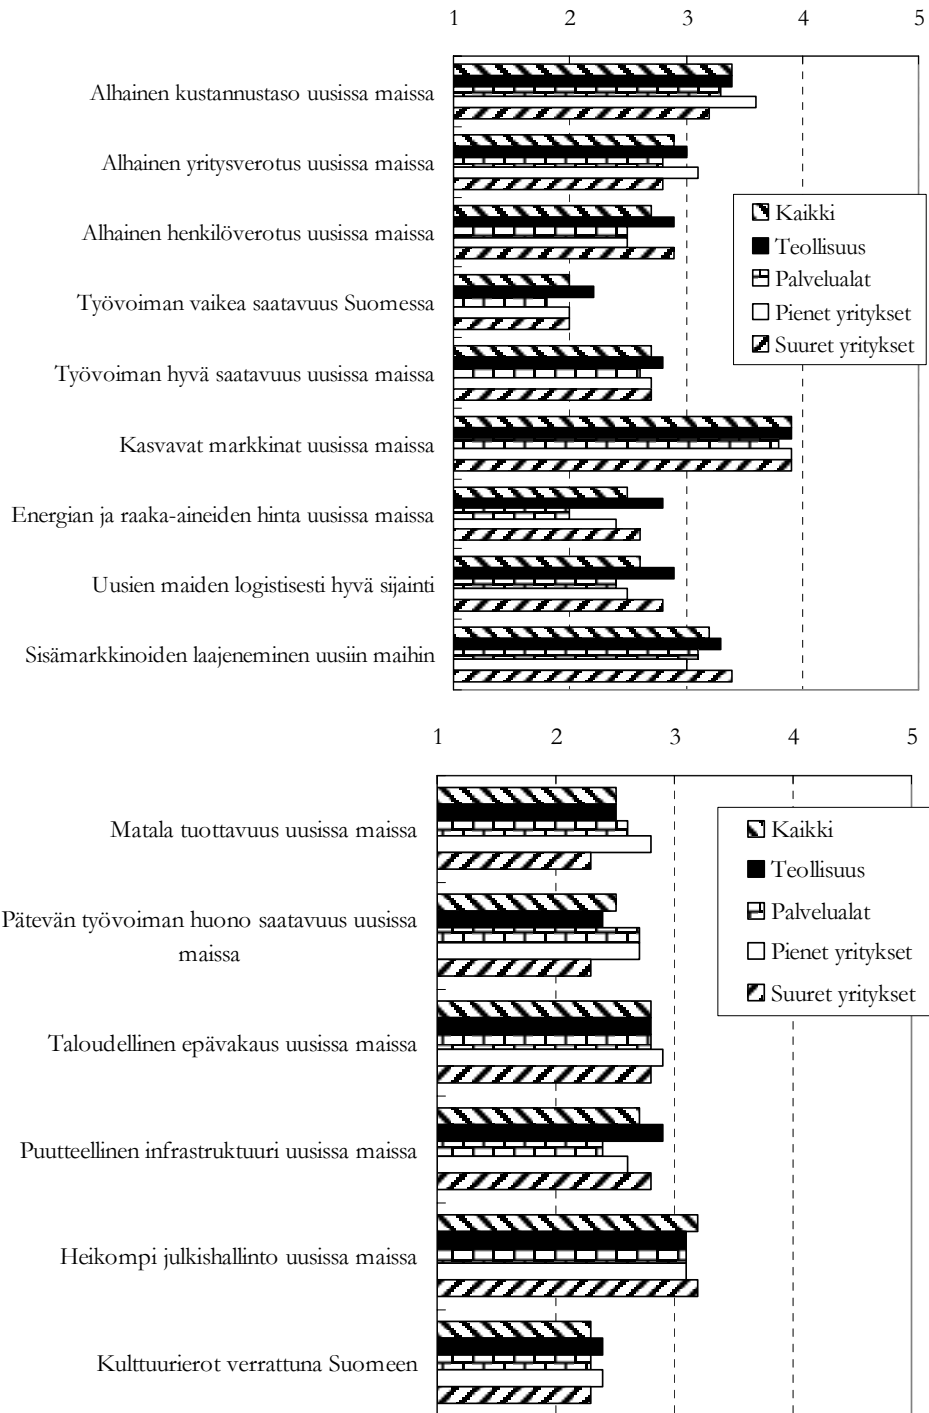 1 2 3 4 5
Alhainen kustannustaso uusissa maissa
Alhainen yritysverotus uusissa maissa
Alhainen henkilöverotus uusissa maissa
Työvoiman vaikea saatavuus Suomessa
Työvoiman hyvä saatavuus uusissa maissa
Kasvavat markkinat uusissa maissa
Energian ja raaka-aineiden hinta uusissa maissa
Uusien maiden logistisesti hyvä sijainti
Sisämarkkinoiden laajeneminen uusiin maihin
Kaikki
Teollisuus
Palvelualat
Pienet yritykset
Suuret yritykset
1 2 3 4 5
Matala tuottavuus uusissa maissa
Pätevän työvoiman huono saatavuus uusissa
maissa
Taloudellinen epävakaus uusissa maissa
Puutteellinen infrastruktuuri uusissa maissa
Heikompi julkishallinto uusissa maissa
Kulttuurierot verrattuna Suomeen
Kaikki
Teollisuus
Palvelualat
Pienet yritykset
Suuret yritykset